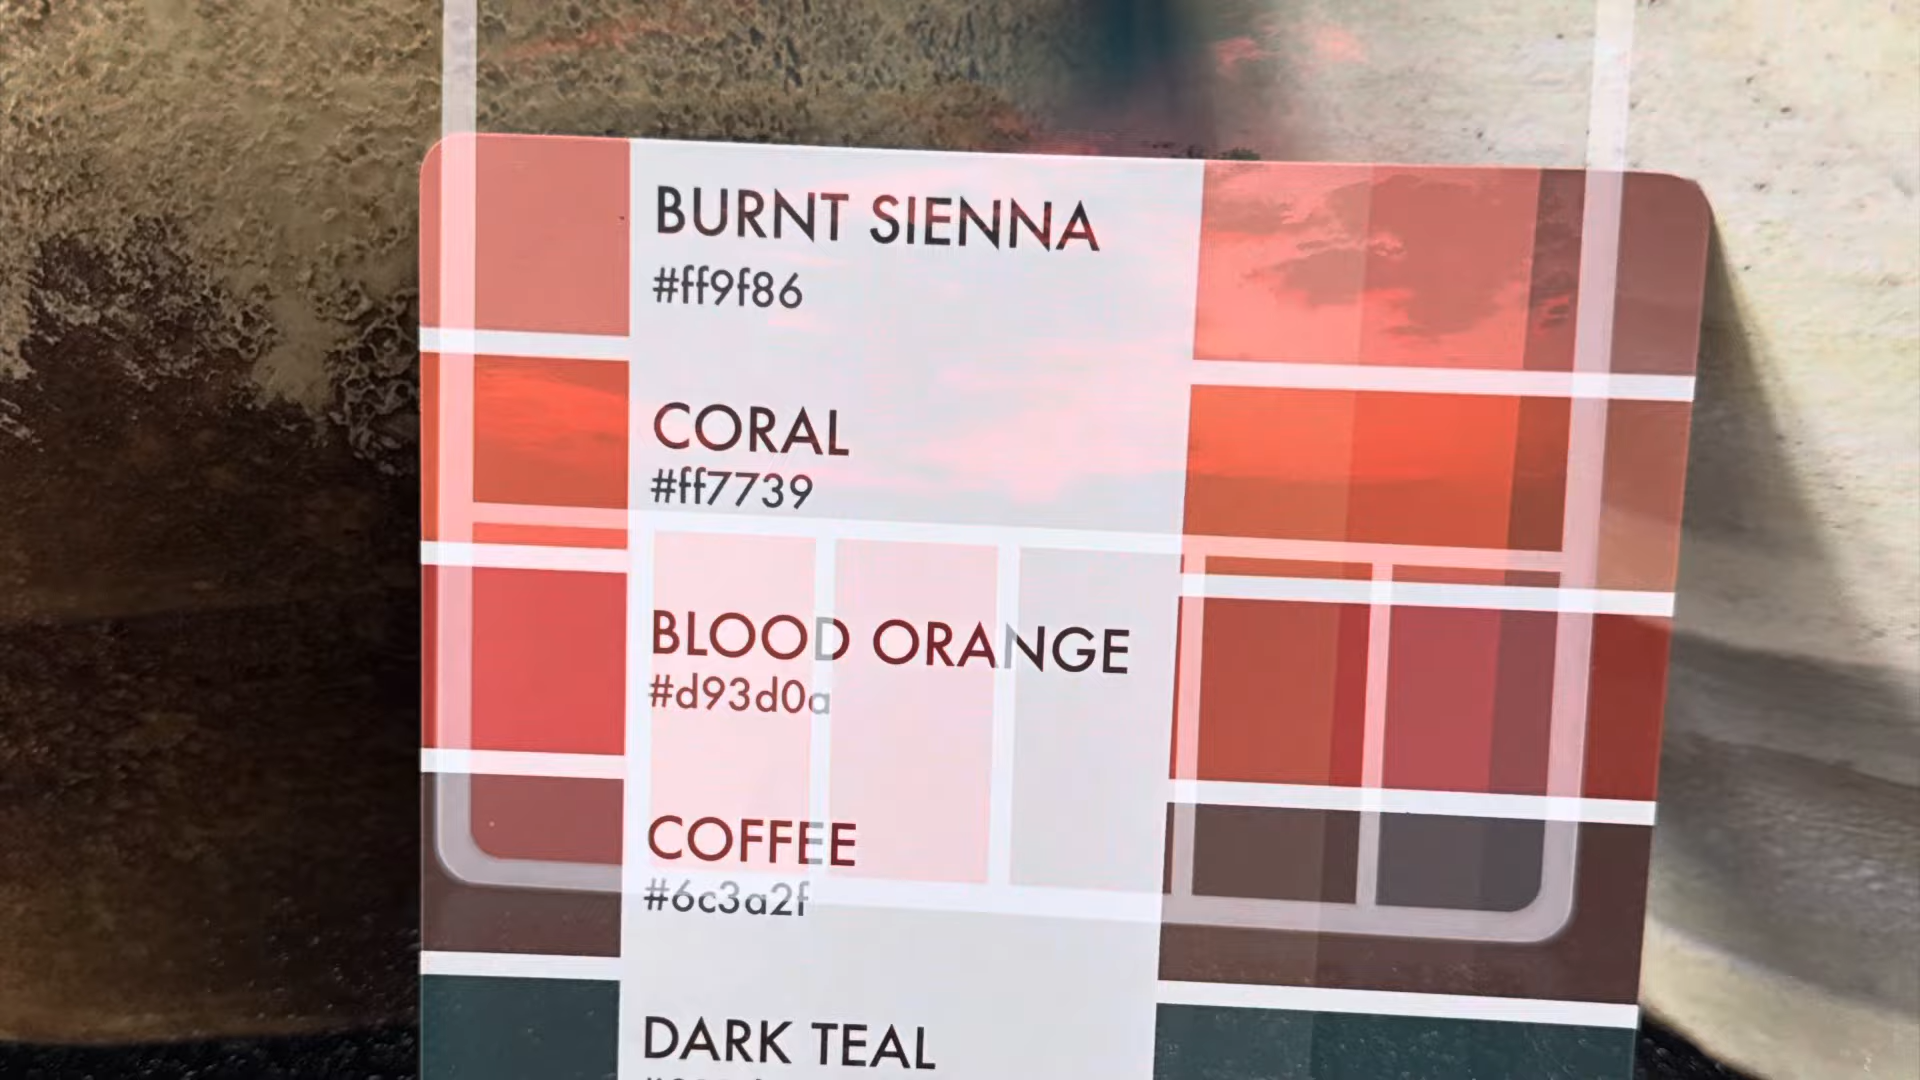 BURNT SIENNA
#ff9f86
CORAL
#ff7739
BLOOD ORANGE
#d93d0a
COFFEE
#6c3a2f
DARK TEAL